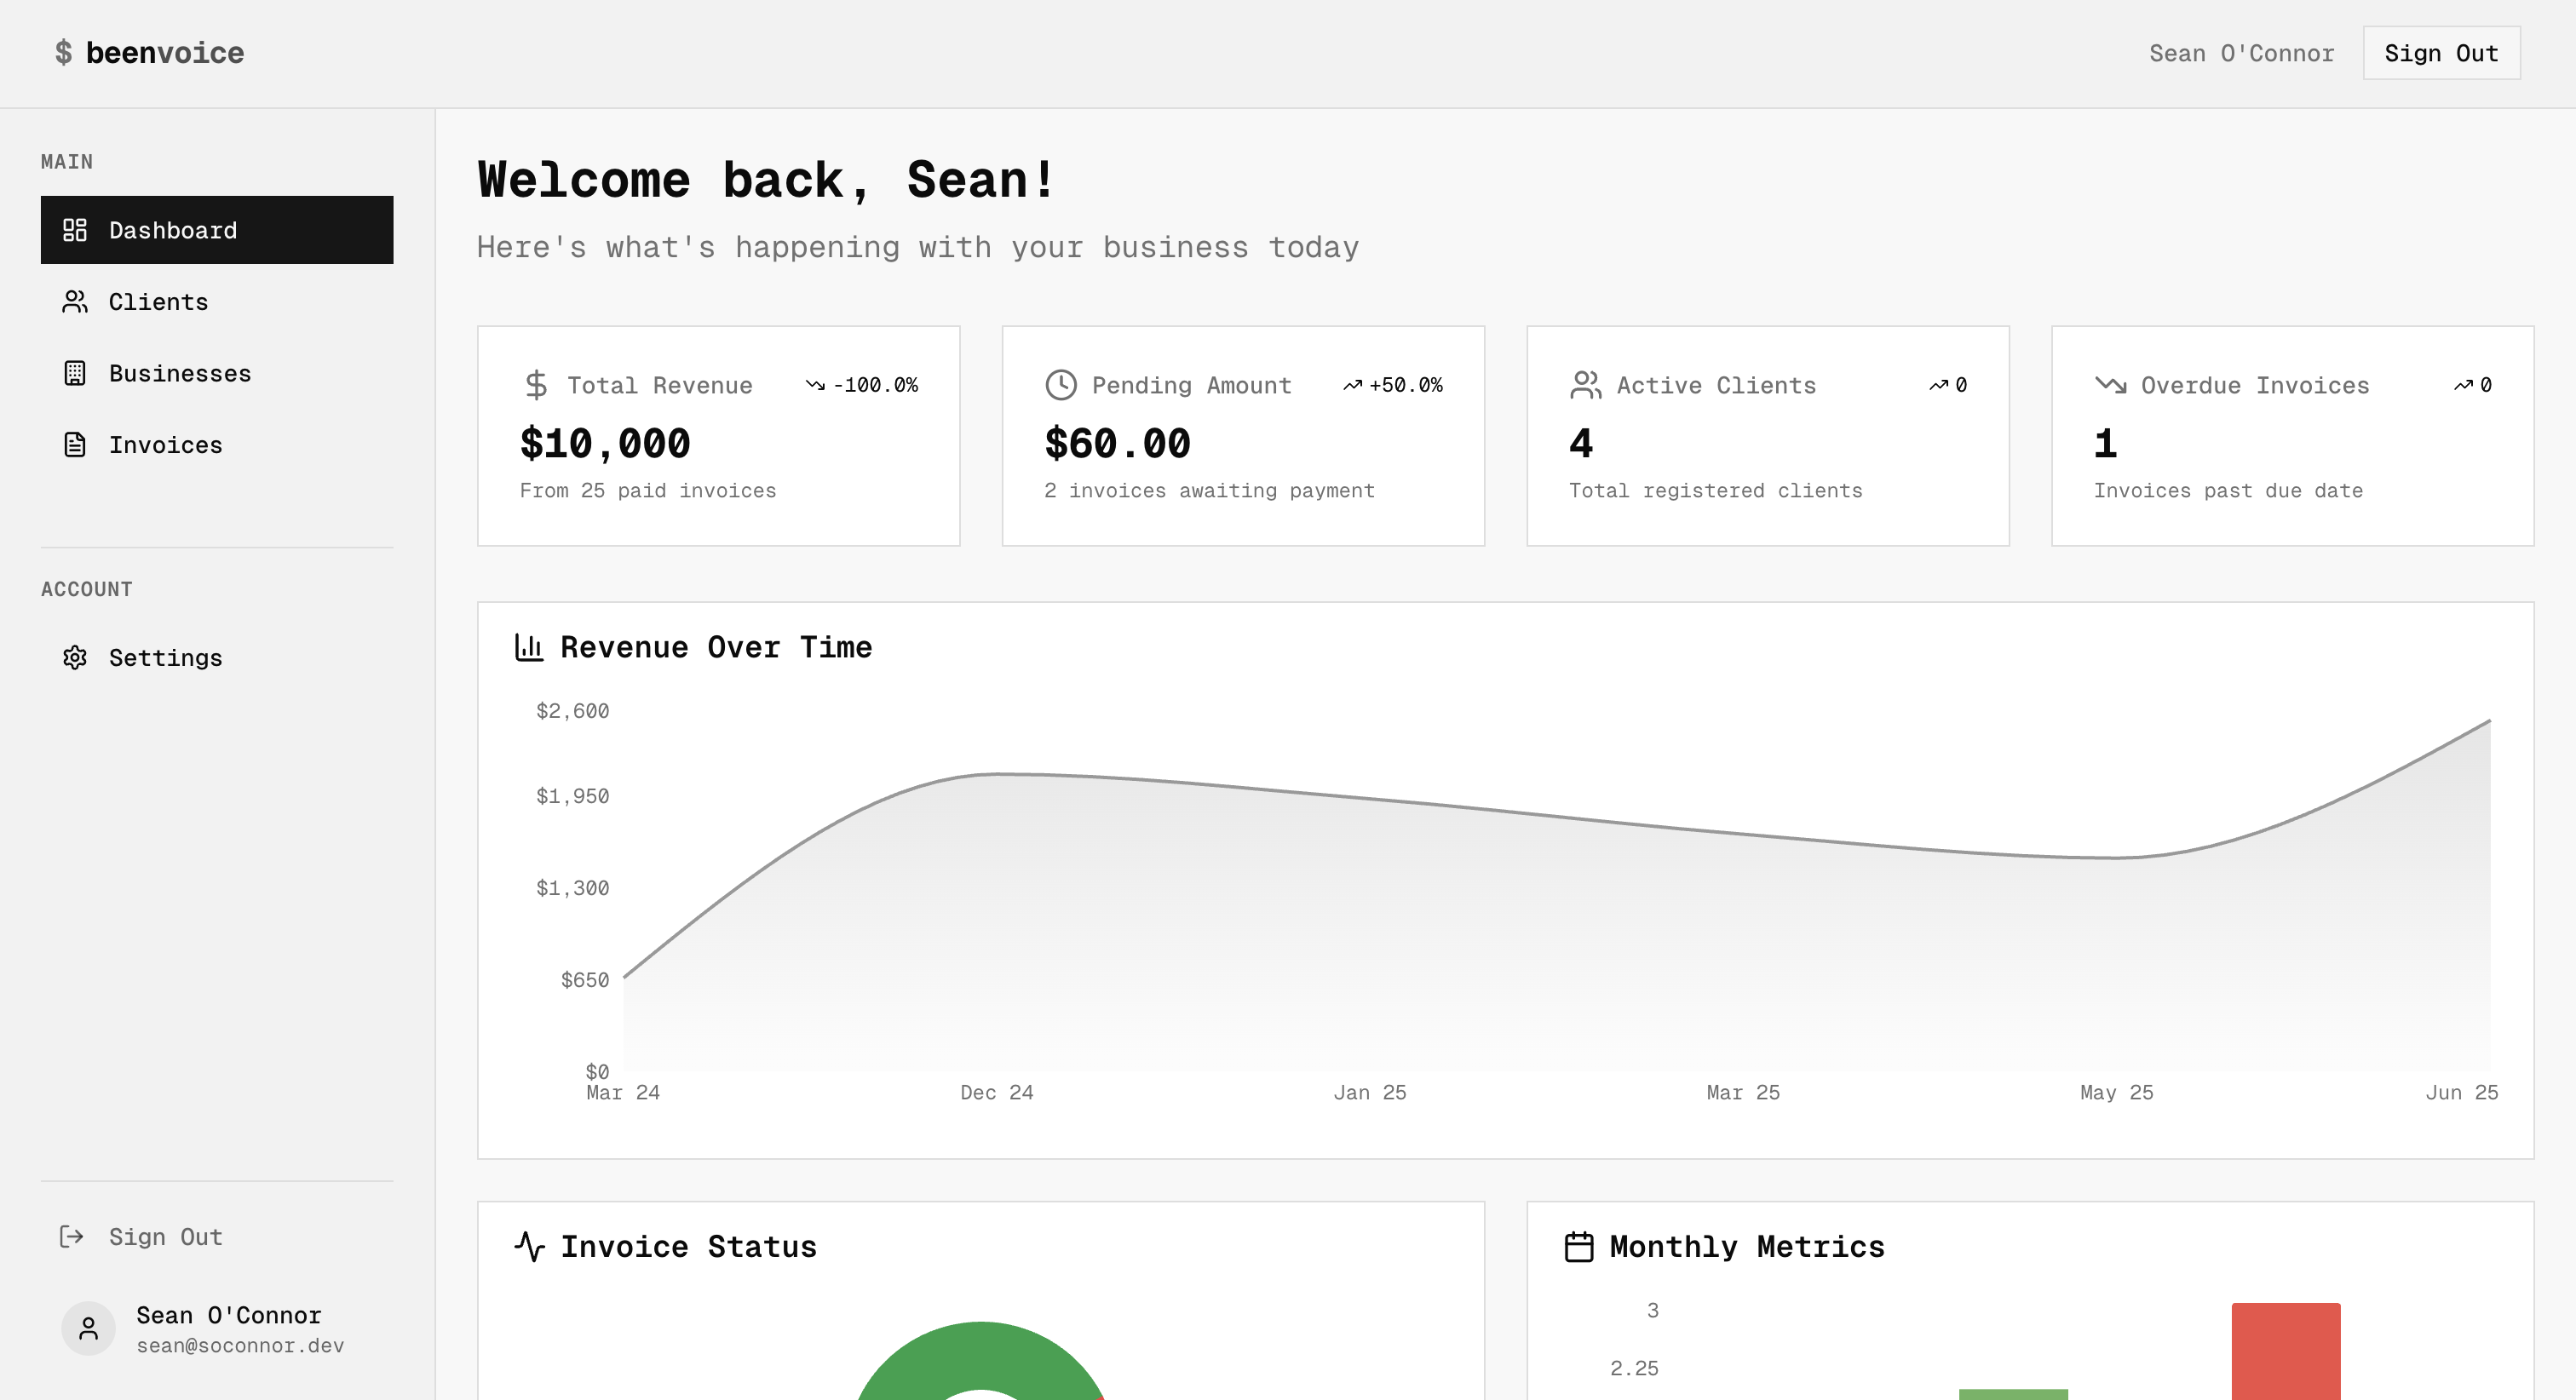 $ beenvoice
Sean O'Connor
Sign Out
MAIN
Dashboard
Clients
Businesses
Invoices
ACCOUNT
Settings
Sign Out
Sean O'Connor
sean@soconnor.dev
Welcome back, Sean!
Here's what's happening with your business today
Total Revenue
-100.0%
$10,000
From 25 paid invoices
Pending Amount
+50.0%
$60.00
2 invoices awaiting payment
Active Clients
0
4
Total registered clients
Overdue Invoices
0
1
Invoices past due date
Revenue Over Time
$2,600
$1,950
$1,300
$650
$0
Mar 24
Dec 24
Jan 25
Mar 25
May 25
Jun 25
Invoice Status
Monthly Metrics
3
2.25